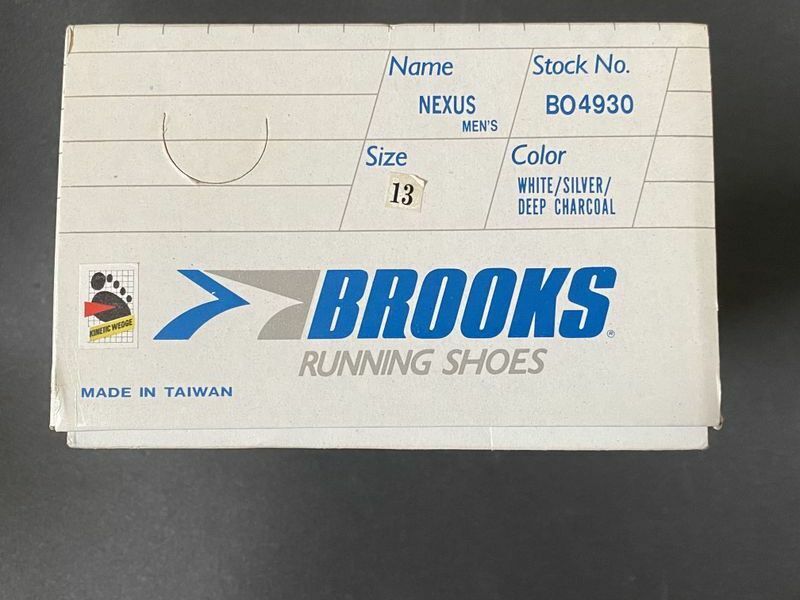 Name
NEXUS
MEN'S
Stock No.
BO4930
Size
13
Color
WHITE/SILVER/
DEEP CHARCOAL
KINETIC WEDGE
BROOKS®
RUNNING SHOES
MADE IN TAIWAN